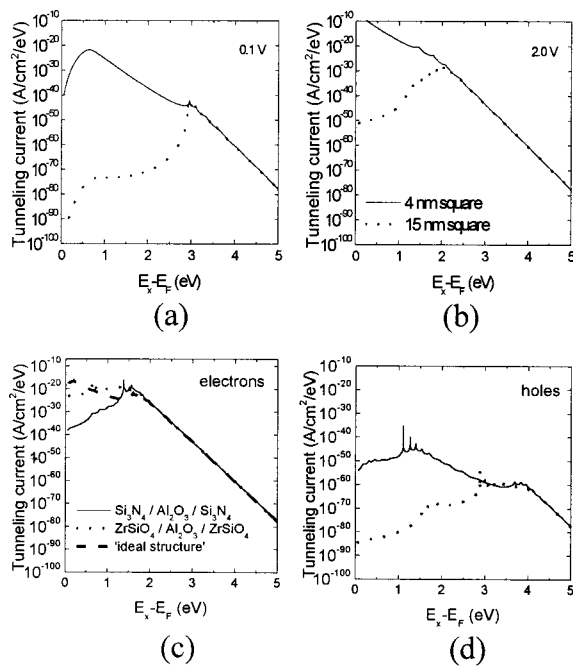 Tunneling current (A/cm²/eV)
10⁻¹⁰
10⁻²⁰
10⁻³⁰
10⁻⁴⁰
10⁻⁵⁰
10⁻⁶⁰
10⁻⁷⁰
10⁻⁸⁰
10⁻⁹⁰
10⁻¹⁰⁰
0.1 V
0 1 2 3 4 5
Eₓ-E_F (eV)
(a)
Tunneling current (A/cm²/eV)
10⁻¹⁰
10⁻²⁰
10⁻³⁰
10⁻⁴⁰
10⁻⁵⁰
10⁻⁶⁰
10⁻⁷⁰
10⁻⁸⁰
10⁻⁹⁰
10⁻¹⁰⁰
2.0 V
4 nm square
15 nm square
0 1 2 3 4 5
Eₓ-E_F (eV)
(b)
Tunneling current (A/cm²/eV)
10⁻¹⁰
10⁻²⁰
10⁻³⁰
10⁻⁴⁰
10⁻⁵⁰
10⁻⁶⁰
10⁻⁷⁰
10⁻⁸⁰
10⁻⁹⁰
10⁻¹⁰⁰
electrons
Si₃N₄ / Al₂O₃ / Si₃N₄
ZrSiO₄ / Al₂O₃ / ZrSiO₄
'ideal structure'
0 1 2 3 4 5
Eₓ-E_F (eV)
(c)
Tunneling current (A/cm²/eV)
10⁻¹⁰
10⁻²⁰
10⁻³⁰
10⁻⁴⁰
10⁻⁵⁰
10⁻⁶⁰
10⁻⁷⁰
10⁻⁸⁰
10⁻⁹⁰
10⁻¹⁰⁰
holes
0 1 2 3 4 5
Eₓ-E_F (eV)
(d)